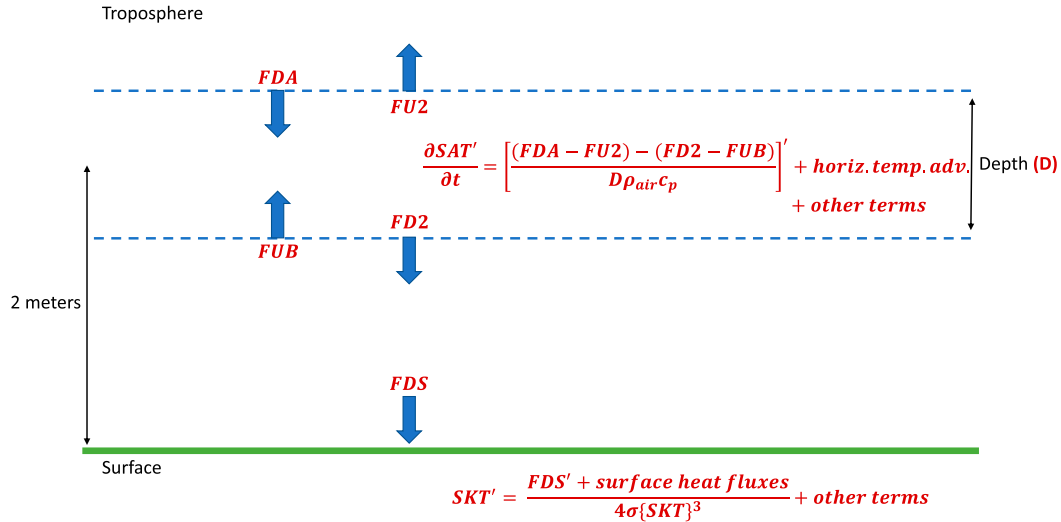 Troposphere
FDA
FU2
∂SAT′/∂t = [((FDA − FU2) − (FD2 − FUB))/(Dρ_air c_p)]′ + horiz.temp.adv.
+ other terms
Depth (D)
FUB
FD2
2 meters
FDS
Surface
SKT′ = (FDS′ + surface heat fluxes)/(4σ{SKT}³) + other terms